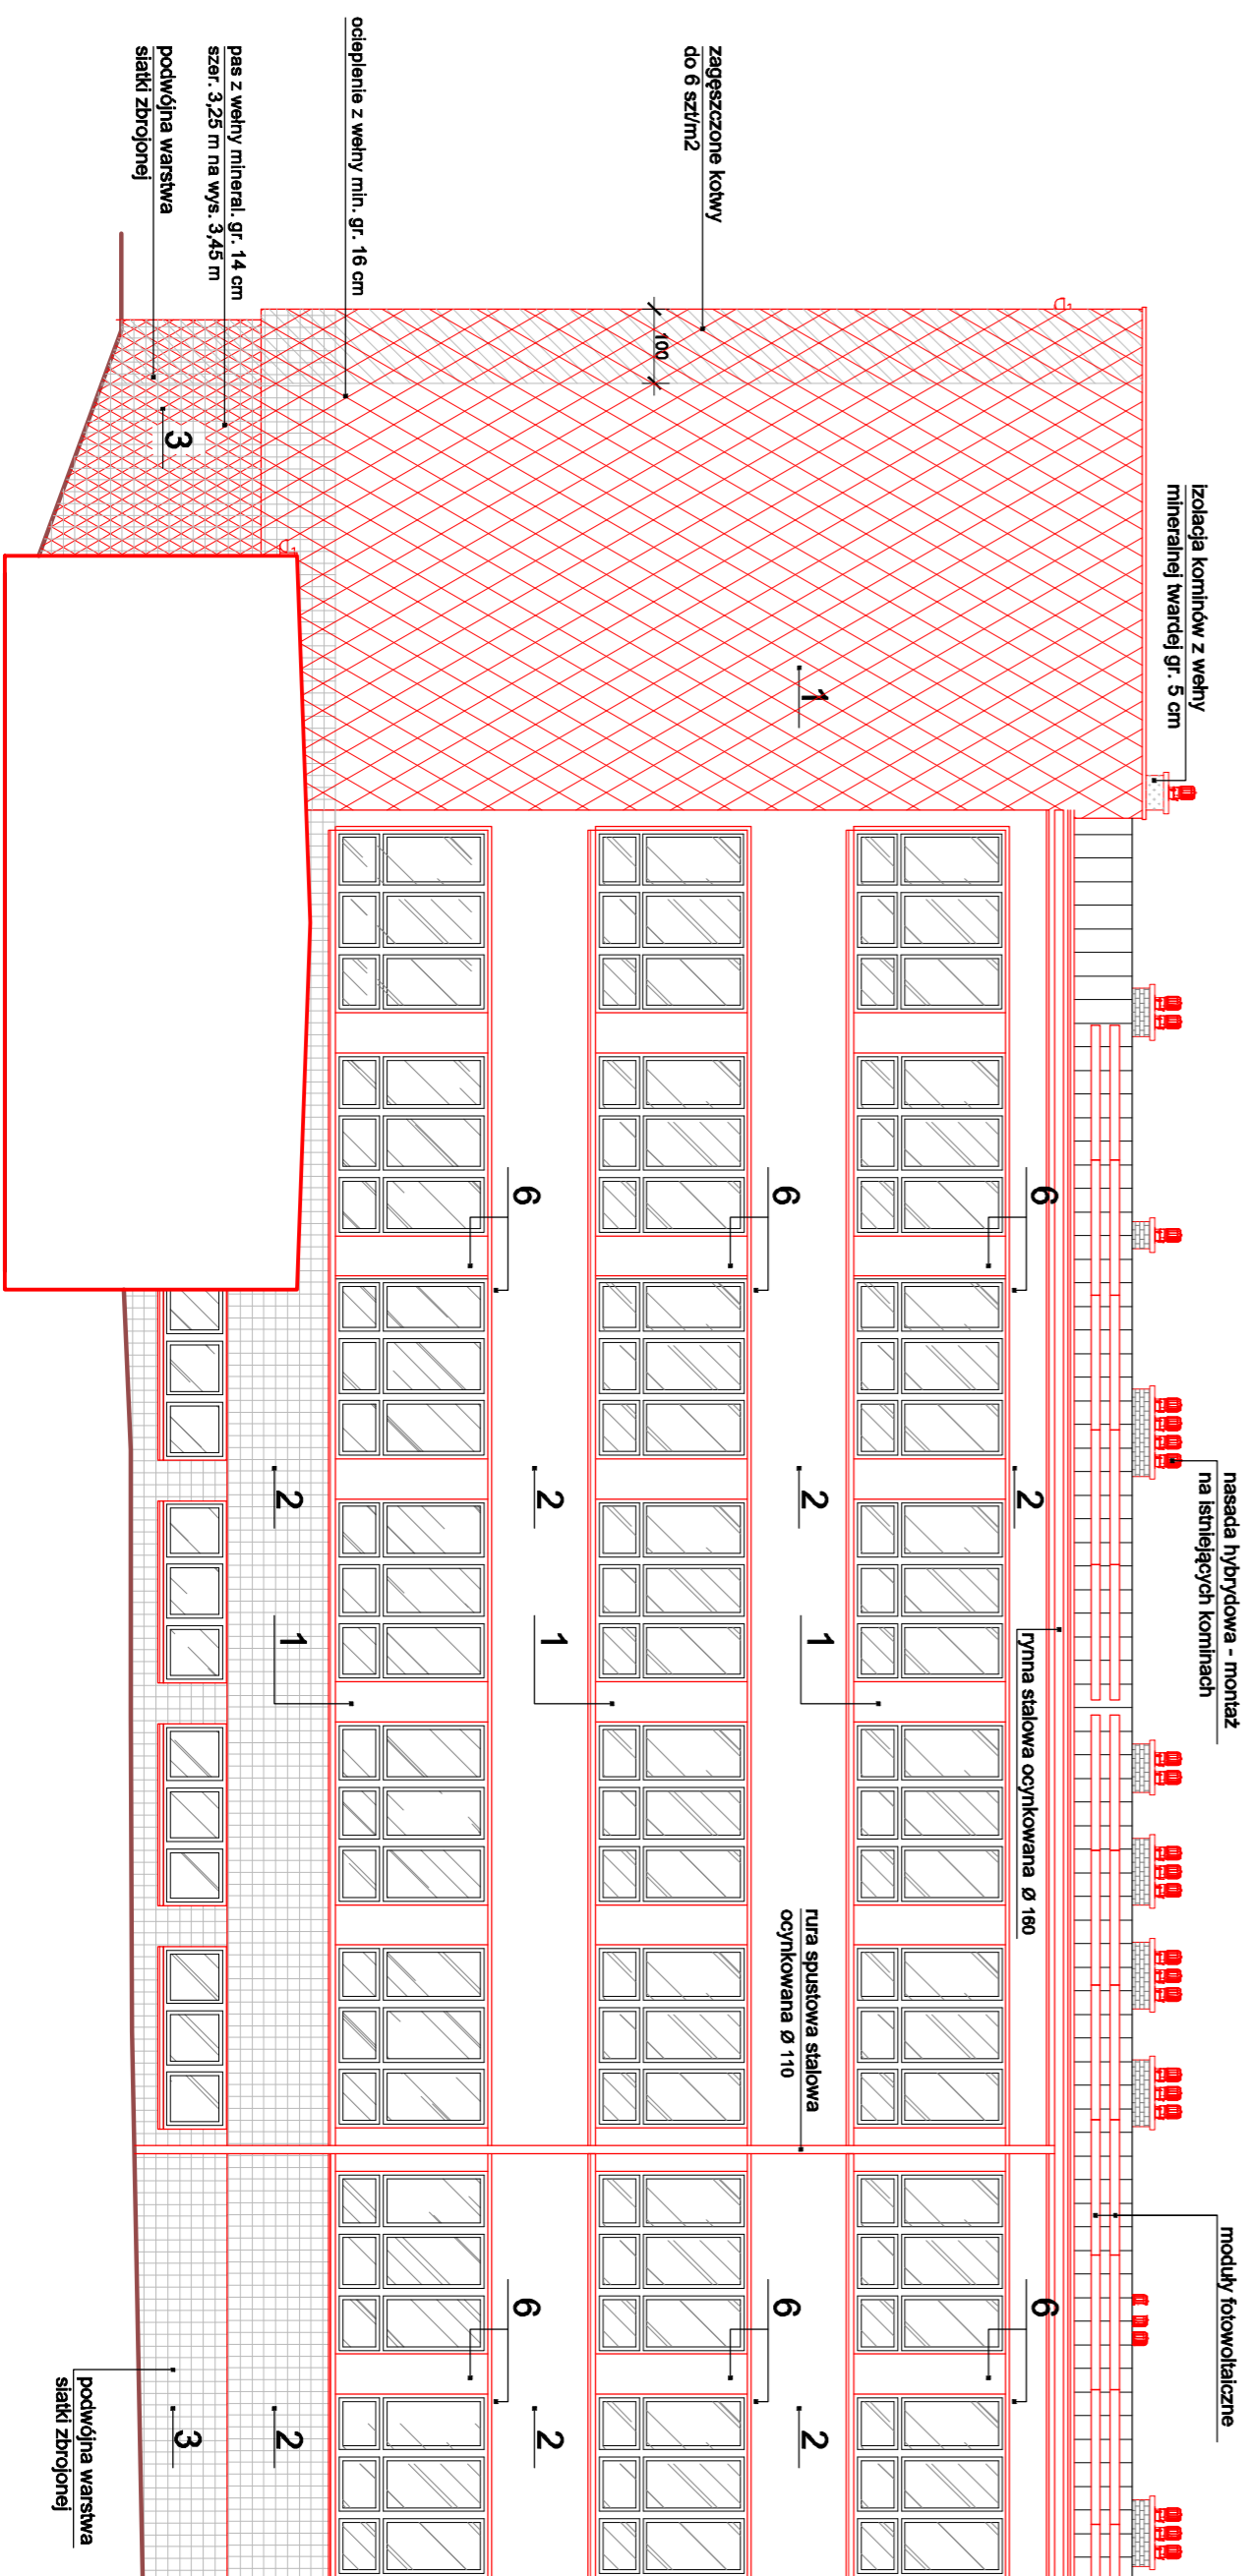 izolacja kominów z wełny
mineralnej twardej gr. 5 cm
nasada hybrydowa - montaż
na istniejących kominach
moduły fotowoltaiczne
rynna stalowa ocynkowana Ø 160
6
6
2
zagęszczone kotwy
do 6 szt/m2
100
1
rura spustowa stalowa
ocynkowana Ø 110
6
2
1
6
2
6
2
1
6
2
ocieplenie z wełny min. gr. 16 cm
pas z wełny mineral. gr. 14 cm
szer. 3,25 m na wys. 3,45 m
2
1
2
podwójna warstwa
siatki zbrojonej
3
3
podwójna warstwa
siatki zbrojonej